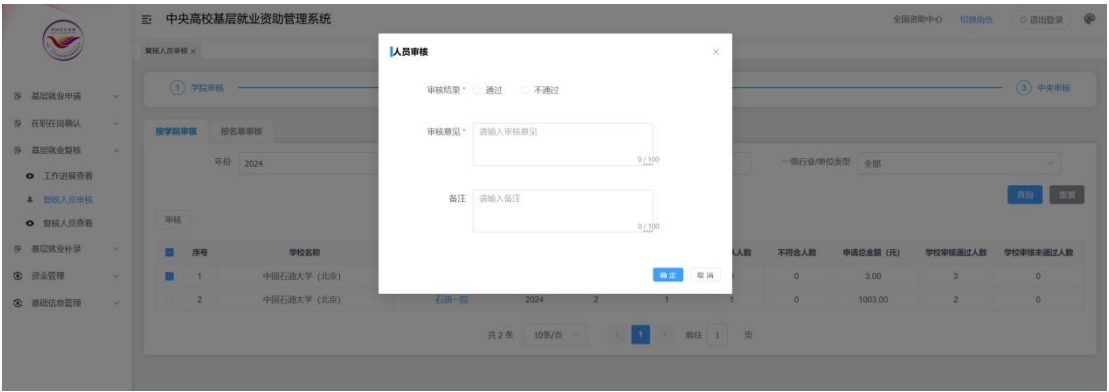 中央高校基层就业资助管理系统
全国资助中心 切换角色 退出登录
复核人员审核 ×
1 学院审核
3 中央审核
基层就业申请
在职在岗确认
基层就业复核
工作进展查看
复核人员审核
复核人员查看
基层就业补录
资金管理
基础信息管理
按学院审核 按名单审核
年份 2024
一级行业/单位类型 全部
查询 重置
审核
人员审核 ×
审核结果 * 通过 不通过
审核意见 * 请输入审核意见
0 / 100
备注 请输入备注
0 / 100
确定 取消
序号 学校名称 人数 不符合人数 申请总金额（元） 学校审核通过人数 学校审核未通过人数
1 中国石油大学（北京） 0 3.00 3 0
2 中国石油大学（北京） 石油一院 2024 2 1 1 0 1003.00 2 0
共 2 条 10条/页 1 前往 1 页